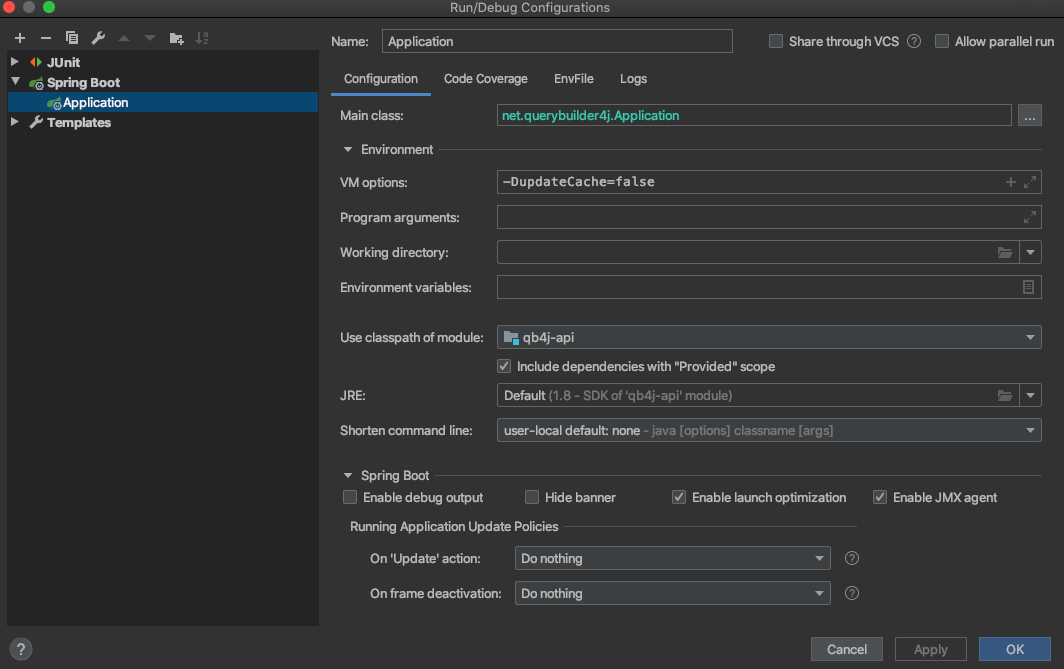 Run/Debug Configurations
Name: Application Share through VCS ? Allow parallel run
JUnit
Spring Boot
Application
Templates
Configuration Code Coverage EnvFile Logs
Main class: net.querybuilder4j.Application ...
Environment
VM options: -DupdateCache=false
Program arguments:
Working directory:
Environment variables:
Use classpath of module: qb4j-api
Include dependencies with "Provided" scope
JRE: Default (1.8 - SDK of 'qb4j-api' module)
Shorten command line: user-local default: none - java [options] classname [args]
Spring Boot
Enable debug output Hide banner Enable launch optimization Enable JMX agent
Running Application Update Policies
On 'Update' action: Do nothing ?
On frame deactivation: Do nothing ?
? Cancel Apply OK